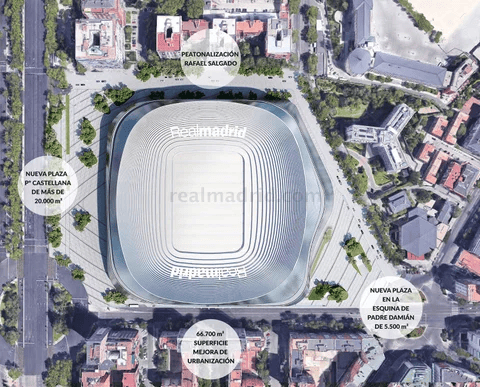 PEATONALIZACIÓN
RAFAEL SALGADO
Realmadrid
NUEVA PLAZA
Pº CASTELLANA
DE MÁS DE
20.000 m²
realmadrid.com
Realmadrid
NUEVA PLAZA
EN LA
ESQUINA DE
PADRE DAMIÁN
DE 5.500 m²
66.700 m²
SUPERFICIE
MEJORA DE
URBANIZACIÓN